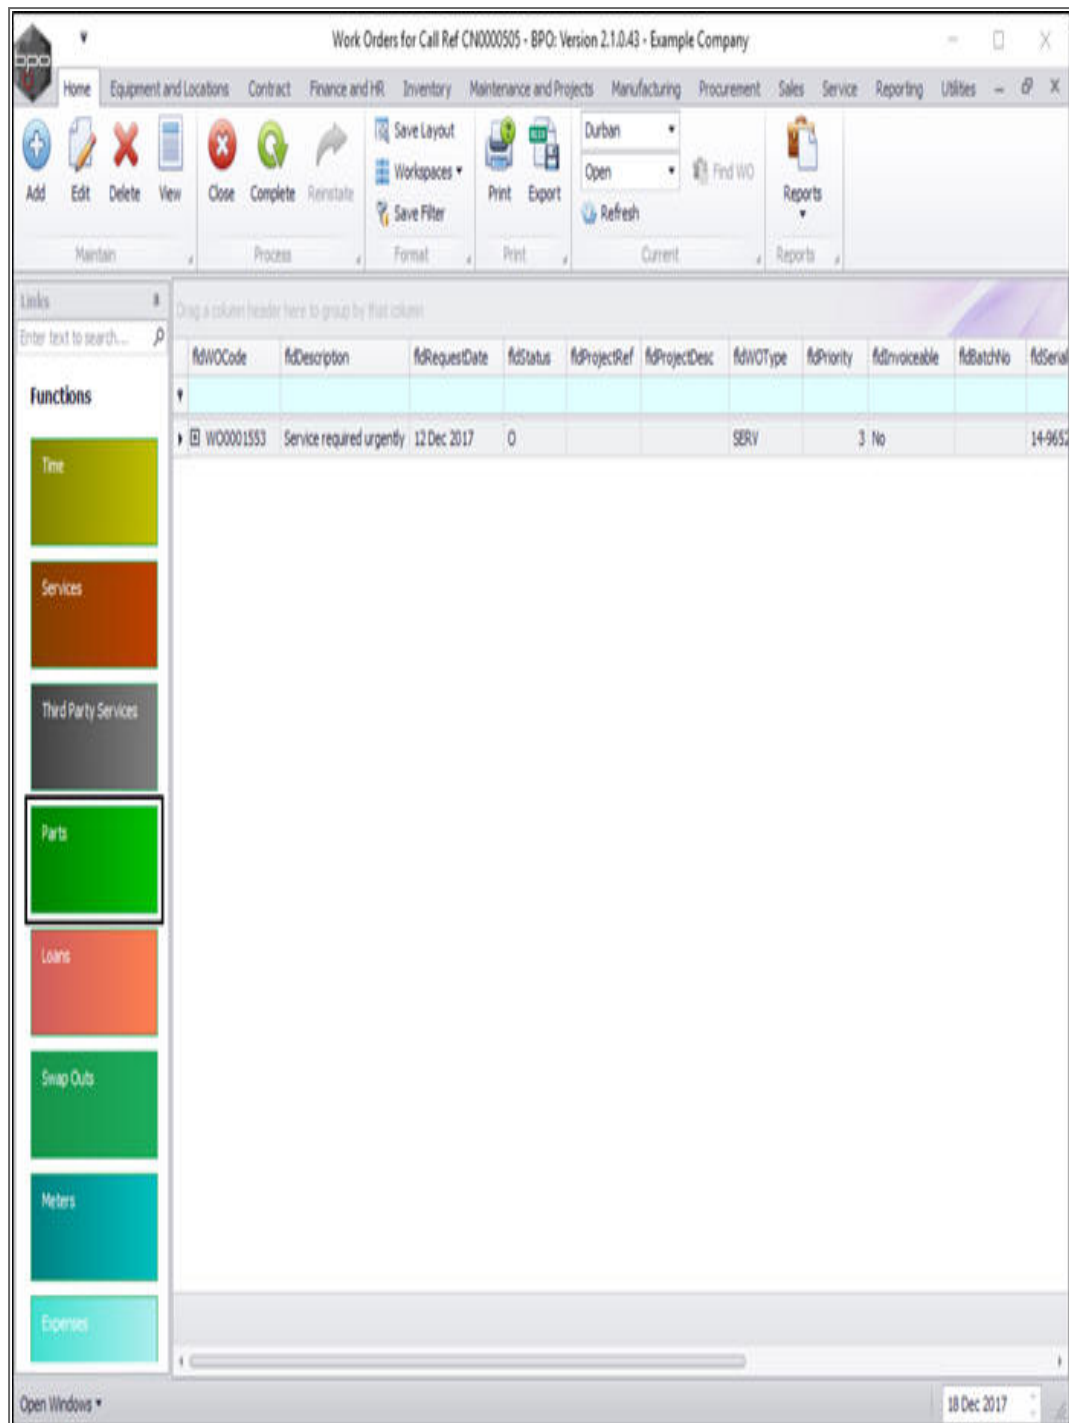 Work Orders for Call Ref CN0000505 - BPO: Version 2.1.0.43 - Example Company
bpo
Home Equipment and Locations Contract Finance and HR Inventory Maintenance and Projects Manufacturing Procurement Sales Service Reporting Utilities
Add Edit Delete View Close Complete Reinstate Save Layout Workspaces Save Filter Print Export Durban Open Refresh Find WO Reports
Maintain Process Format Print Current Reports
Links
Drag a column header here to group by that column
Enter text to search...
fldWOCode fldDescription fldRequestDate fldStatus fldProjectRef fldProjectDesc fldWOType fldPriority fldInvoiceable fldBatchNo fldSerial
Functions
WO0001553 Service required urgently 12 Dec 2017 O SERV 3 No 14-9652
Time
Services
Third Party Services
Parts
Loans
Swap Outs
Meters
Expenses
Open Windows 18 Dec 2017